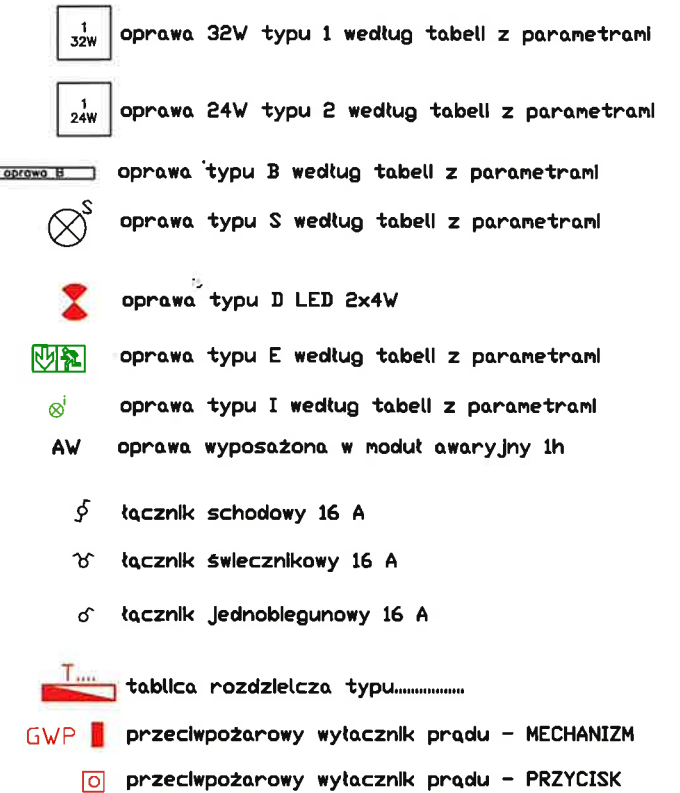 1
32W oprawa 32W typu 1 według tabeli z parametrami
1
24W oprawa 24W typu 2 według tabeli z parametrami
oprawa B oprawa typu B według tabeli z parametrami
S oprawa typu S według tabeli z parametrami
oprawa typu D LED 2x4W
oprawa typu E według tabeli z parametrami
i oprawa typu I według tabeli z parametrami
AW oprawa wyposażona w moduł awaryjny 1h
łącznik schodowy 16 A
łącznik świecznikowy 16 A
łącznik jednobiegunowy 16 A
T....
tablica rozdzielcza typu.................
GWP przeciwpożarowy wyłacznik prądu - MECHANIZM
przeciwpożarowy wyłacznik prądu - PRZYCISK